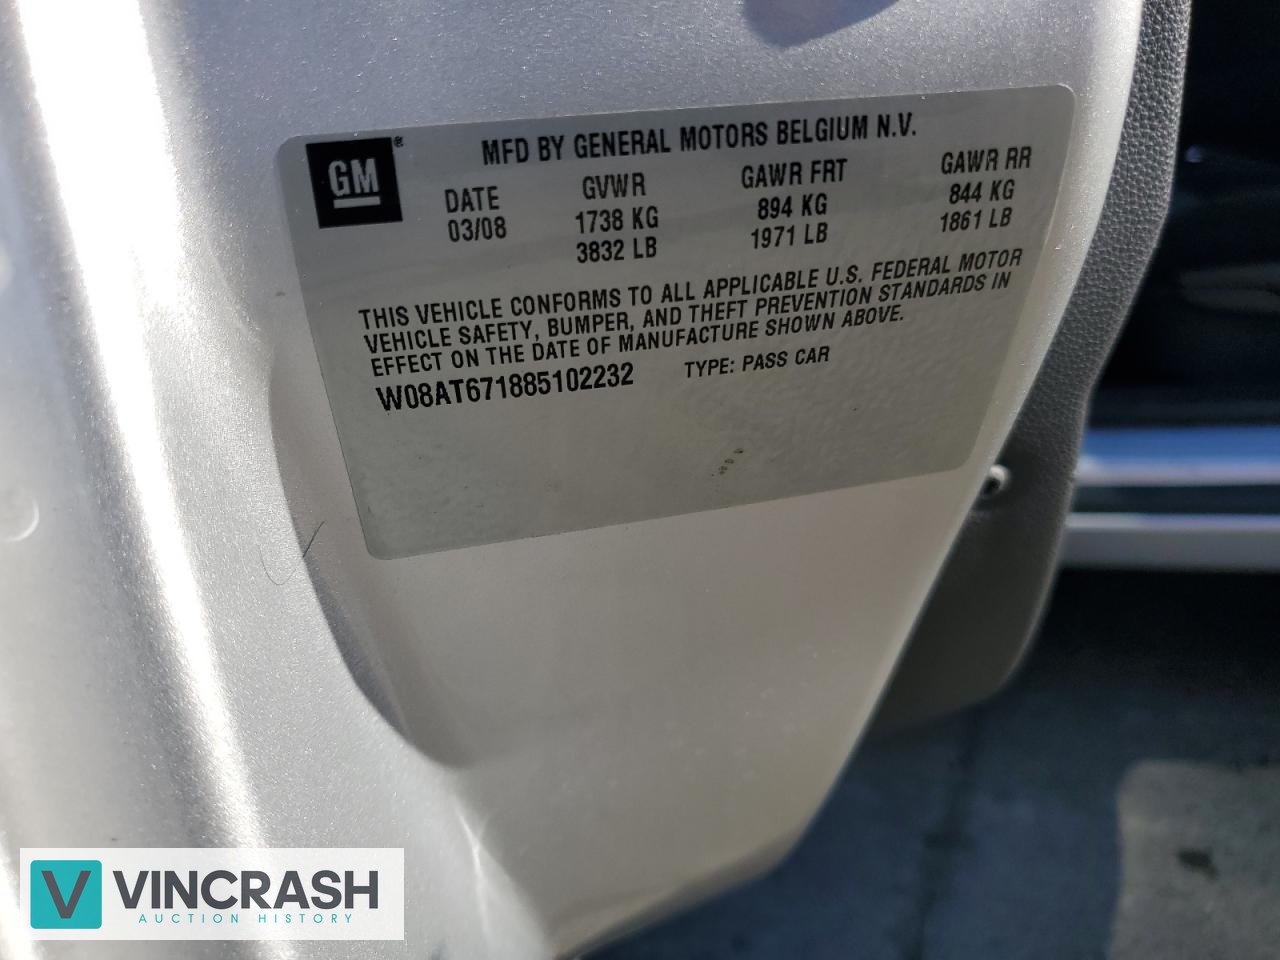 GM®
MFD BY GENERAL MOTORS BELGIUM N.V.
DATE GVWR GAWR FRT GAWR RR
03/08 1738 KG 894 KG 844 KG
3832 LB 1971 LB 1861 LB
THIS VEHICLE CONFORMS TO ALL APPLICABLE U.S. FEDERAL MOTOR
VEHICLE SAFETY, BUMPER, AND THEFT PREVENTION STANDARDS IN
EFFECT ON THE DATE OF MANUFACTURE SHOWN ABOVE.
W08AT671885102232 TYPE: PASS CAR
V VINCRASH
AUCTION HISTORY